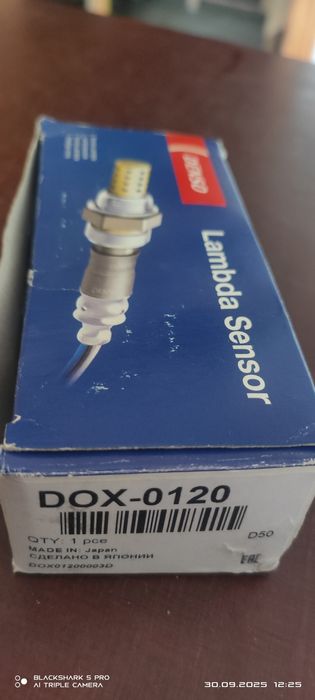 DENSO
Lambda Sensor
DOX-0120
QTY: 1 pce
D50
MADE IN: Japan
СДЕЛАНО В ЯПОНИИ
EAC
DOX01200003D
BLACKSHARK 5 PRO
AI TRIPLE CAMERA
30.09.2025 12:25